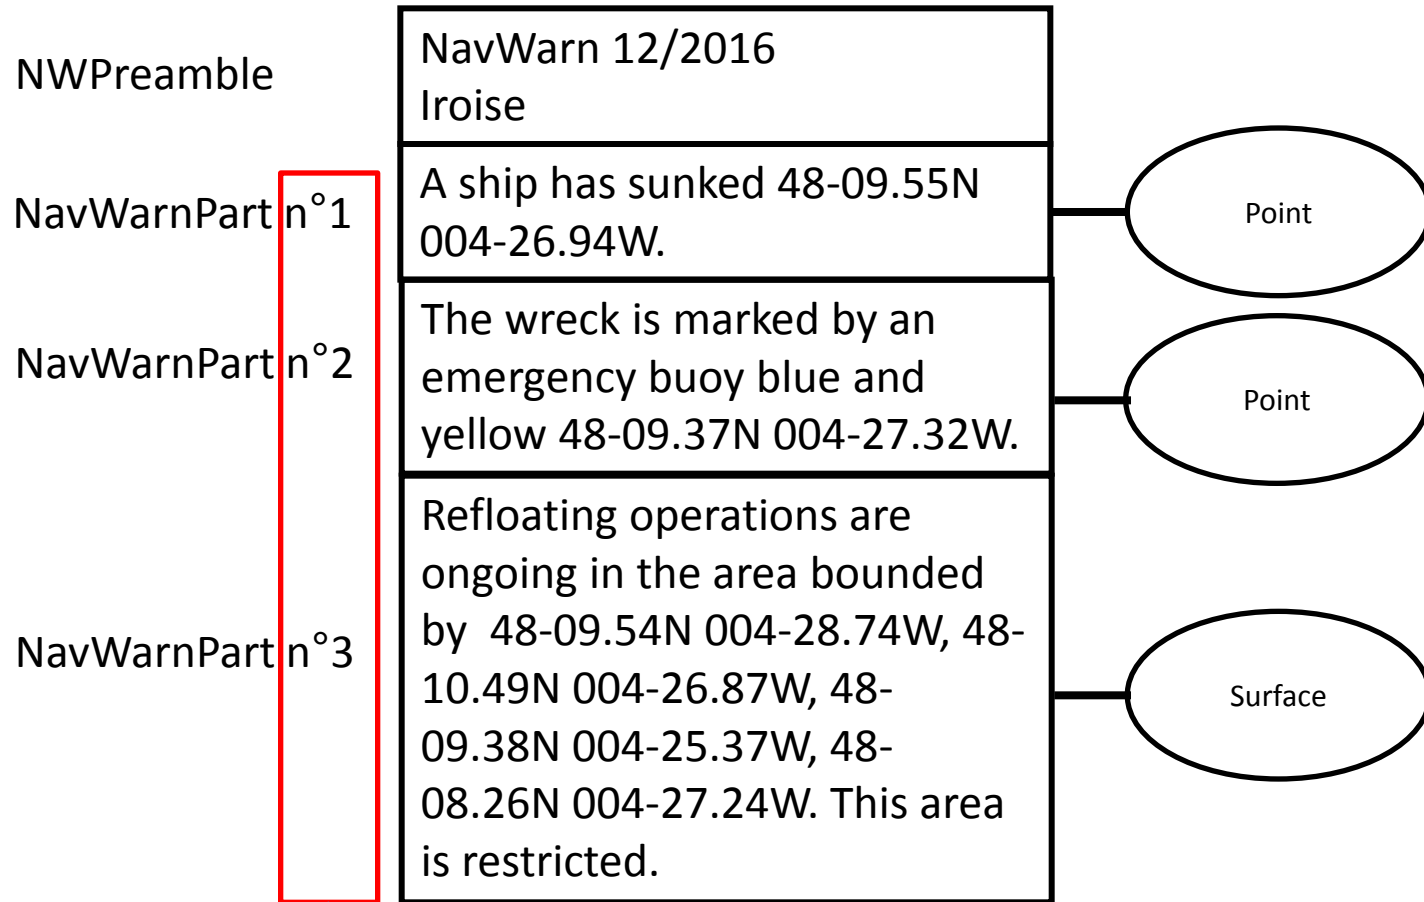 NWPreamble
NavWarn 12/2016
Iroise
NavWarnPart n°1
A ship has sunked 48-09.55N
004-26.94W.
Point
NavWarnPart n°2
The wreck is marked by an
emergency buoy blue and
yellow 48-09.37N 004-27.32W.
Point
NavWarnPart n°3
Refloating operations are
ongoing in the area bounded
by  48-09.54N 004-28.74W, 48-
10.49N 004-26.87W, 48-
09.38N 004-25.37W, 48-
08.26N 004-27.24W. This area
is restricted.
Surface